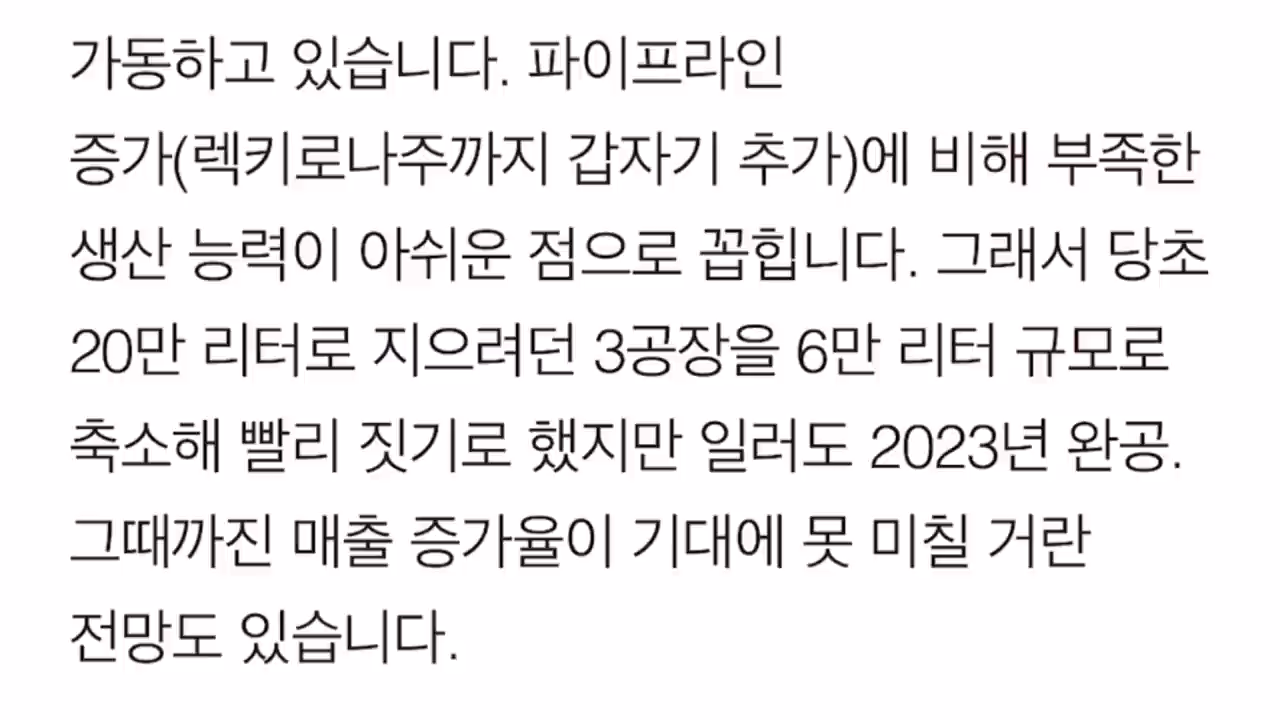 가동하고 있습니다. 파이프라인
증가(렉키로나주까지 갑자기 추가)에 비해 부족한
생산 능력이 아쉬운 점으로 꼽힙니다. 그래서 당초
20만 리터로 지으려던 3공장을 6만 리터 규모로
축소해 빨리 짓기로 했지만 일러도 2023년 완공.
그때까진 매출 증가율이 기대에 못 미칠 거란
전망도 있습니다.